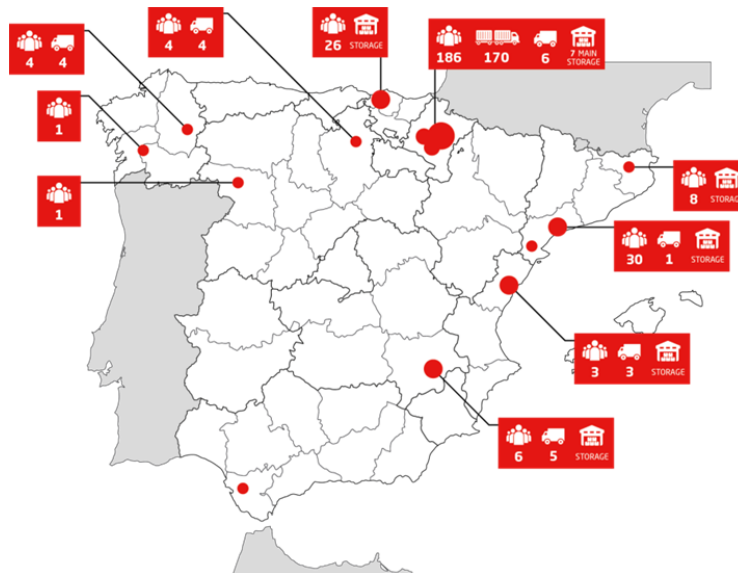 4 4
4 4
26 STORAGE
186 170 6 7 MAIN STORAGE
1
1
8 STORAGE
30 1 STORAGE
3 3 STORAGE
6 5 STORAGE